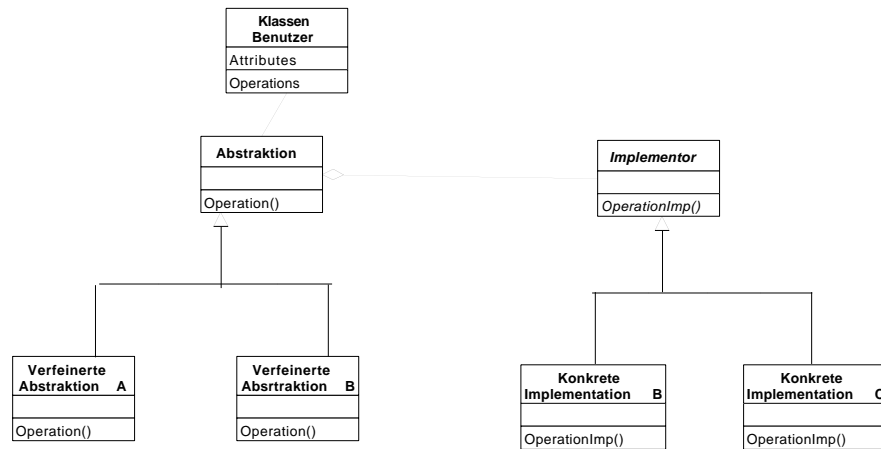 Klassen
Benutzer
Attributes
Operations
Abstraktion
Operation()
Implementor
OperationImp()
Verfeinerte
Abstraktion A
Operation()
Verfeinerte
Absrtraktion B
Operation()
Konkrete
Implementation B
OperationImp()
Konkrete
Implementation C
OperationImp()